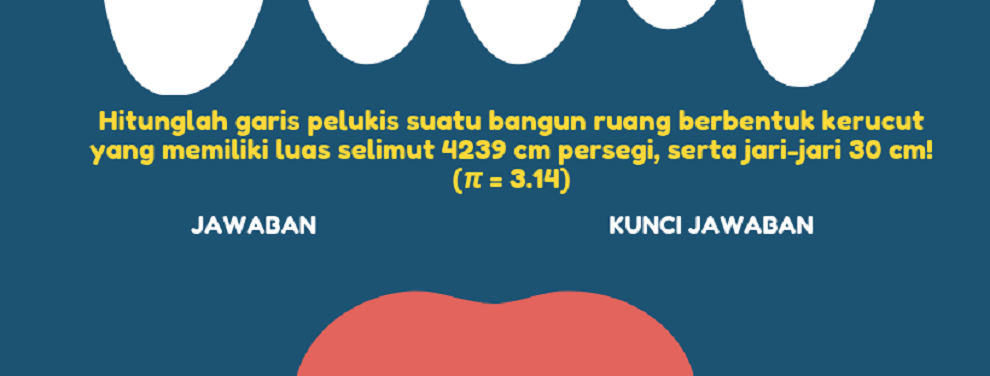 Hitunglah garis pelukis suatu bangun ruang berbentuk kerucut
yang memiliki luas selimut 4239 cm persegi, serta jari-jari 30 cm!
(π = 3.14)
JAWABAN
KUNCI JAWABAN